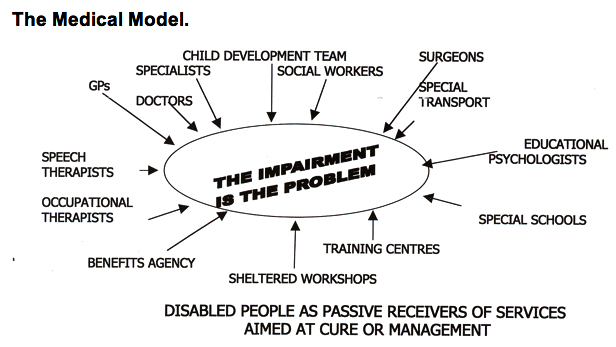 The Medical Model.
CHILD DEVELOPMENT TEAM
SURGEONS
SPECIALISTS
SOCIAL WORKERS
GPs
SPECIAL
TRANSPORT
DOCTORS
EDUCATIONAL
PSYCHOLOGISTS
SPEECH
THERAPISTS
THE IMPAIRMENT
IS THE PROBLEM
OCCUPATIONAL
THERAPISTS
SPECIAL SCHOOLS
TRAINING CENTRES
BENEFITS AGENCY
SHELTERED WORKSHOPS
DISABLED PEOPLE AS PASSIVE RECEIVERS OF SERVICES
AIMED AT CURE OR MANAGEMENT